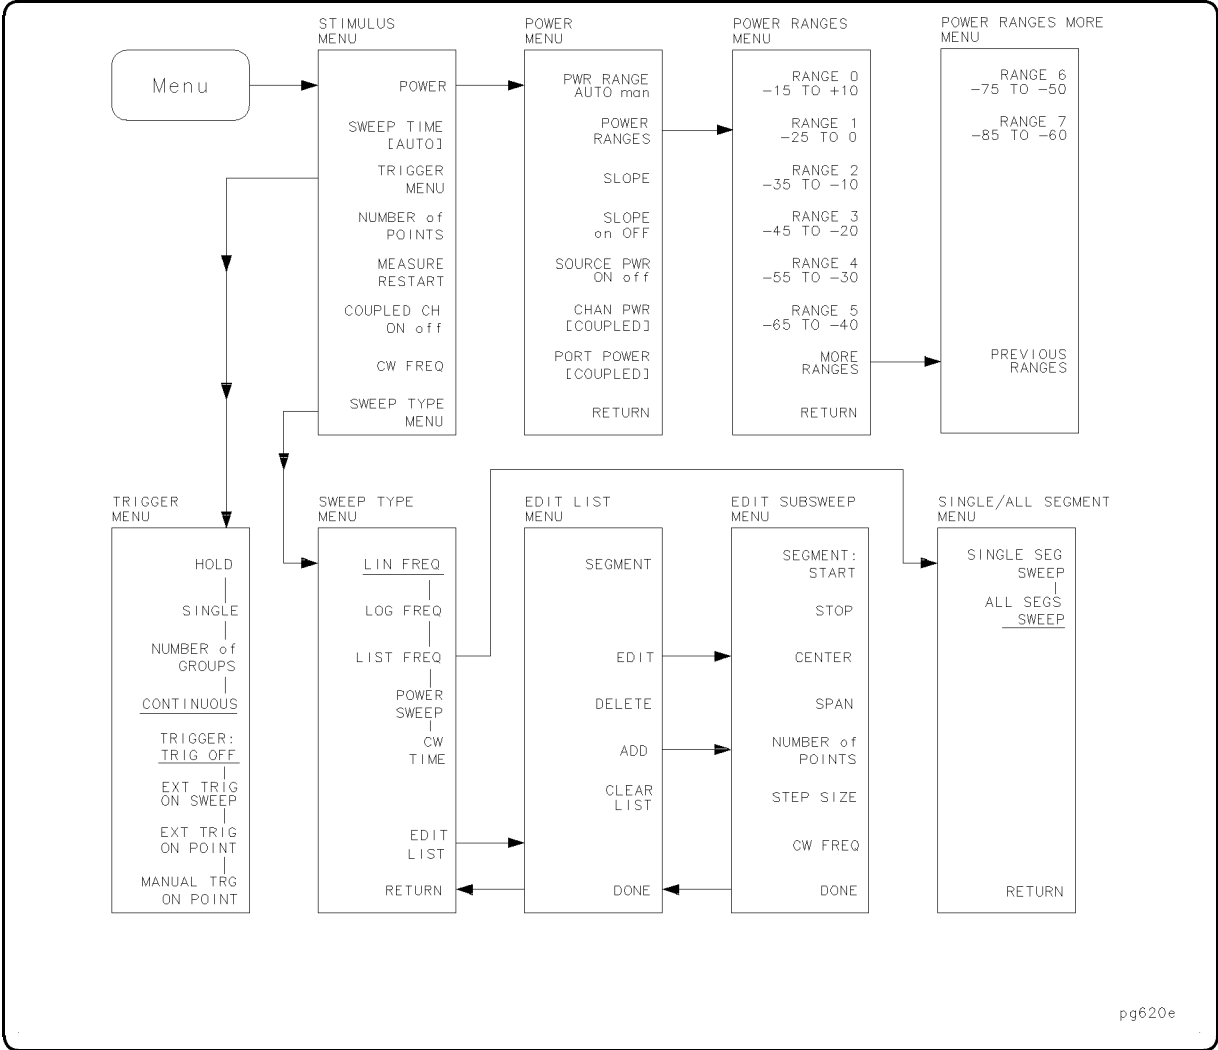 Menu
STIMULUS
MENU
POWER
SWEEP TIME
[AUTO]
TRIGGER
MENU
NUMBER of
POINTS
MEASURE
RESTART
COUPLED CH
ON off
CW FREQ
SWEEP TYPE
MENU
POWER
MENU
PWR RANGE
AUTO man
POWER
RANGES
SLOPE
SLOPE
on OFF
SOURCE PWR
ON off
CHAN PWR
[COUPLED]
PORT POWER
[COUPLED]
RETURN
POWER RANGES
MENU
RANGE 0
-15 TO +10
RANGE 1
-25 TO 0
RANGE 2
-35 TO -10
RANGE 3
-45 TO -20
RANGE 4
-55 TO -30
RANGE 5
-65 TO -40
MORE
RANGES
RETURN
POWER RANGES MORE
MENU
RANGE 6
-75 TO -50
RANGE 7
-85 TO -60
PREVIOUS
RANGES
TRIGGER
MENU
HOLD
SINGLE
NUMBER of
GROUPS
CONTINUOUS
TRIGGER:
TRIG OFF
EXT TRIG
ON SWEEP
EXT TRIG
ON POINT
MANUAL TRG
ON POINT
SWEEP TYPE
MENU
LIN FREQ
LOG FREQ
LIST FREQ
POWER
SWEEP
CW
TIME
EDIT
LIST
RETURN
EDIT LIST
MENU
SEGMENT
EDIT
DELETE
ADD
CLEAR
LIST
DONE
EDIT SUBSWEEP
MENU
SEGMENT:
START
STOP
CENTER
SPAN
NUMBER of
POINTS
STEP SIZE
CW FREQ
DONE
SINGLE/ALL SEGMENT
MENU
SINGLE SEG
SWEEP
ALL SEGS
SWEEP
RETURN
pg620e